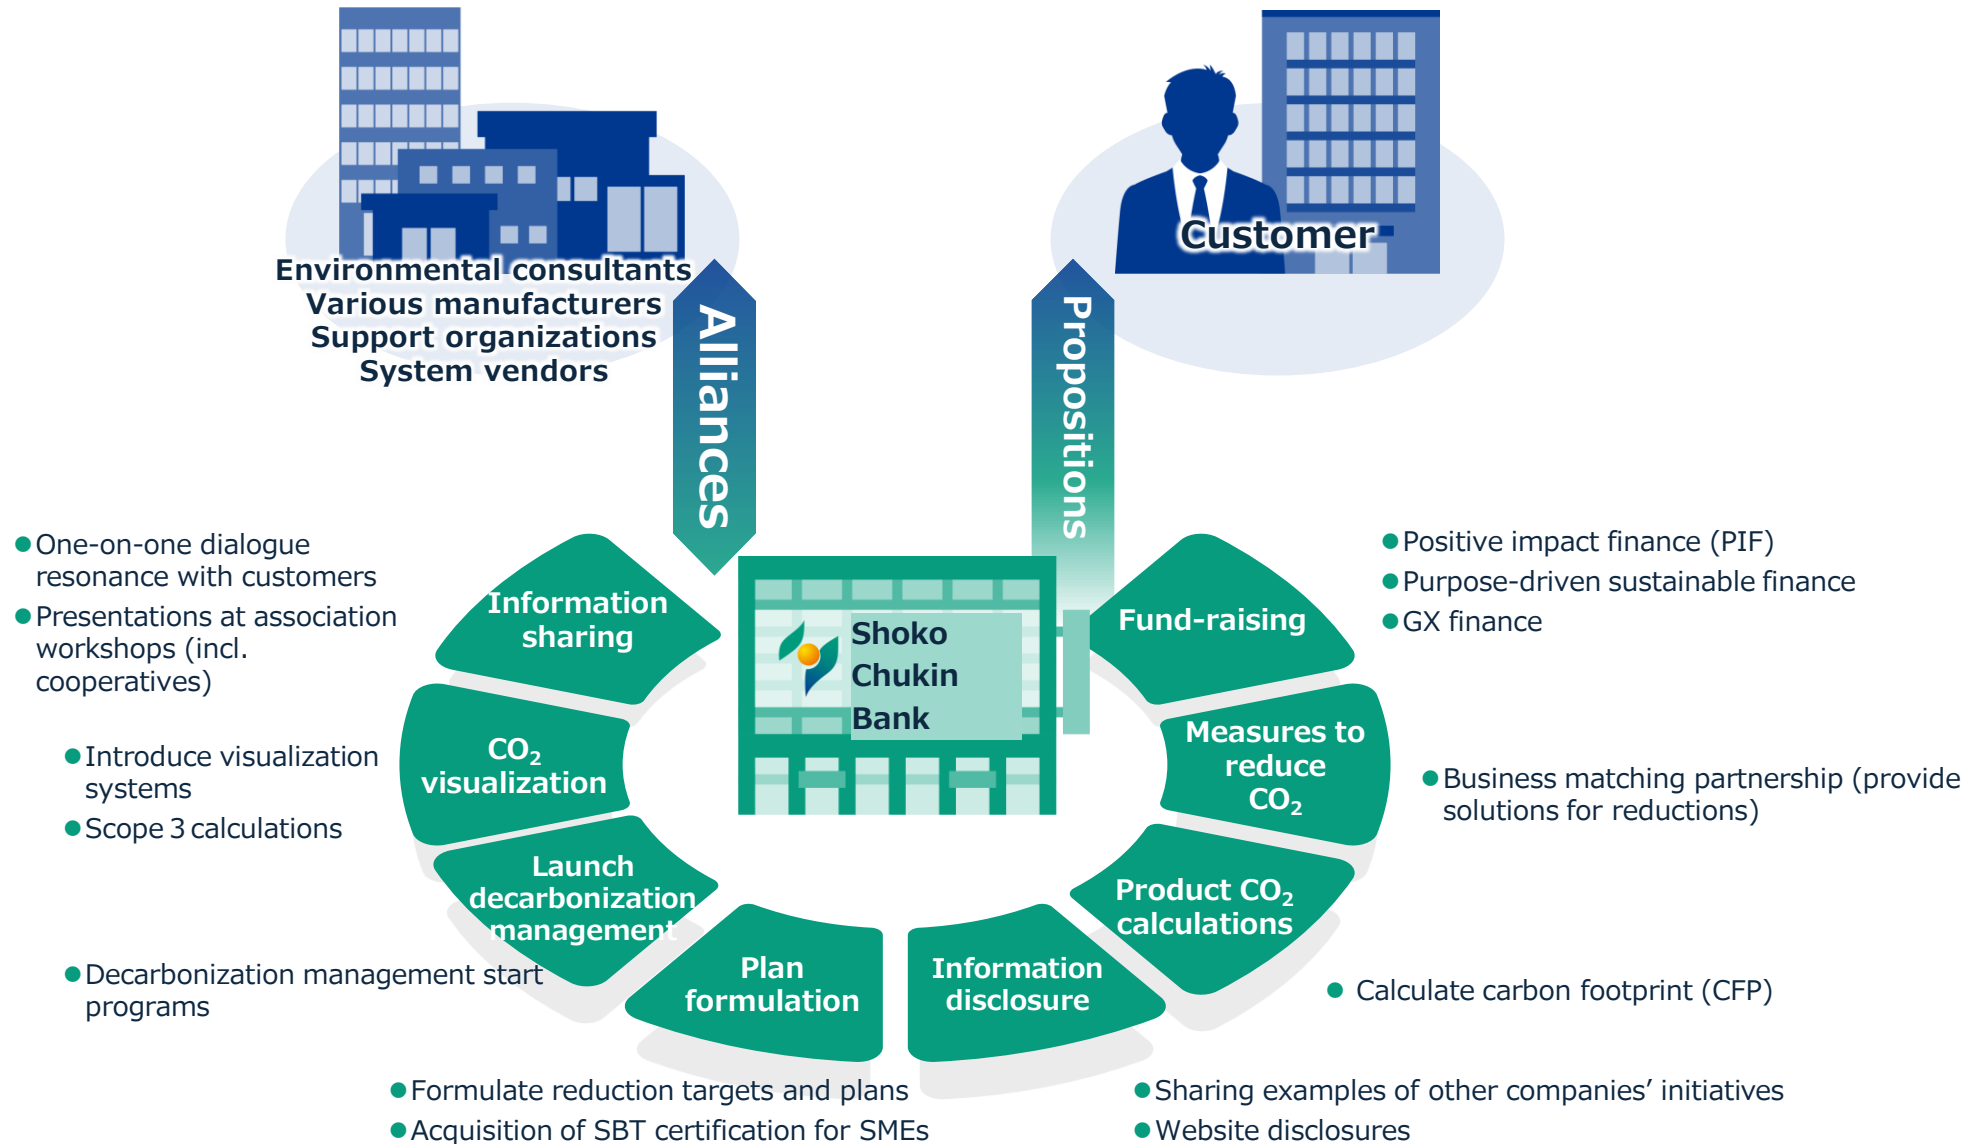 Environmental consultants
Various manufacturers
Support organizations
System vendors
Customer
Alliances
Propositions
Shoko
Chukin
Bank
Information
sharing
● One-on-one dialogue
resonance with customers
● Presentations at association
workshops (incl.
cooperatives)
CO₂
visualization
● Introduce visualization
systems
● Scope 3 calculations
Launch
decarbonization
management
● Decarbonization management start
programs
Plan
formulation
● Formulate reduction targets and plans
● Acquisition of SBT certification for SMEs
Information
disclosure
● Sharing examples of other companies’ initiatives
● Website disclosures
Product CO₂
calculations
● Calculate carbon footprint (CFP)
Measures to
reduce
CO₂
● Business matching partnership (provide
solutions for reductions)
Fund-raising
● Positive impact finance (PIF)
● Purpose-driven sustainable finance
● GX finance